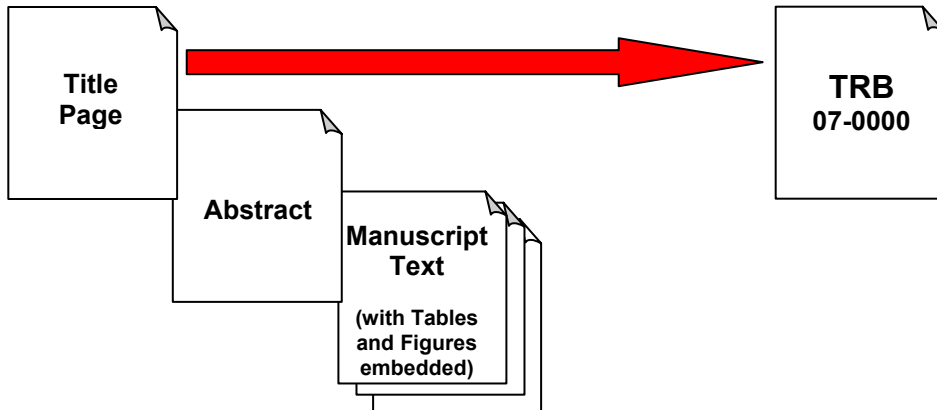 Title
Page
TRB
07-0000
Abstract
Manuscript
Text
(with Tables
and Figures
embedded)